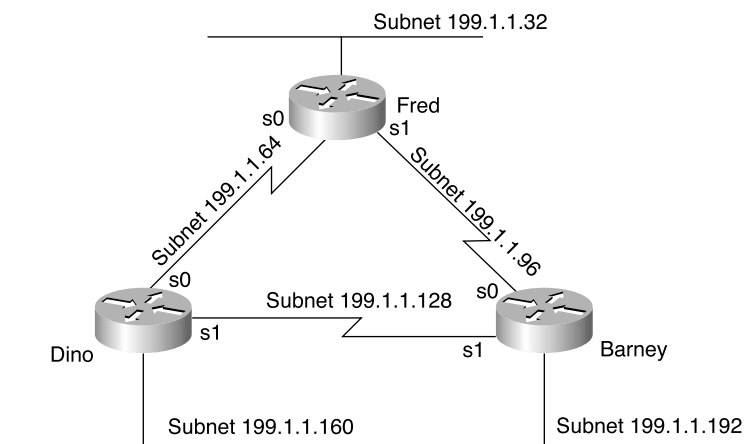 Subnet 199.1.1.32
Fred
s0
s1
Subnet 199.1.1.64
Subnet 199.1.1.96
s0
s0
Subnet 199.1.1.128
s1
s1
Dino
Barney
Subnet 199.1.1.160
Subnet 199.1.1.192